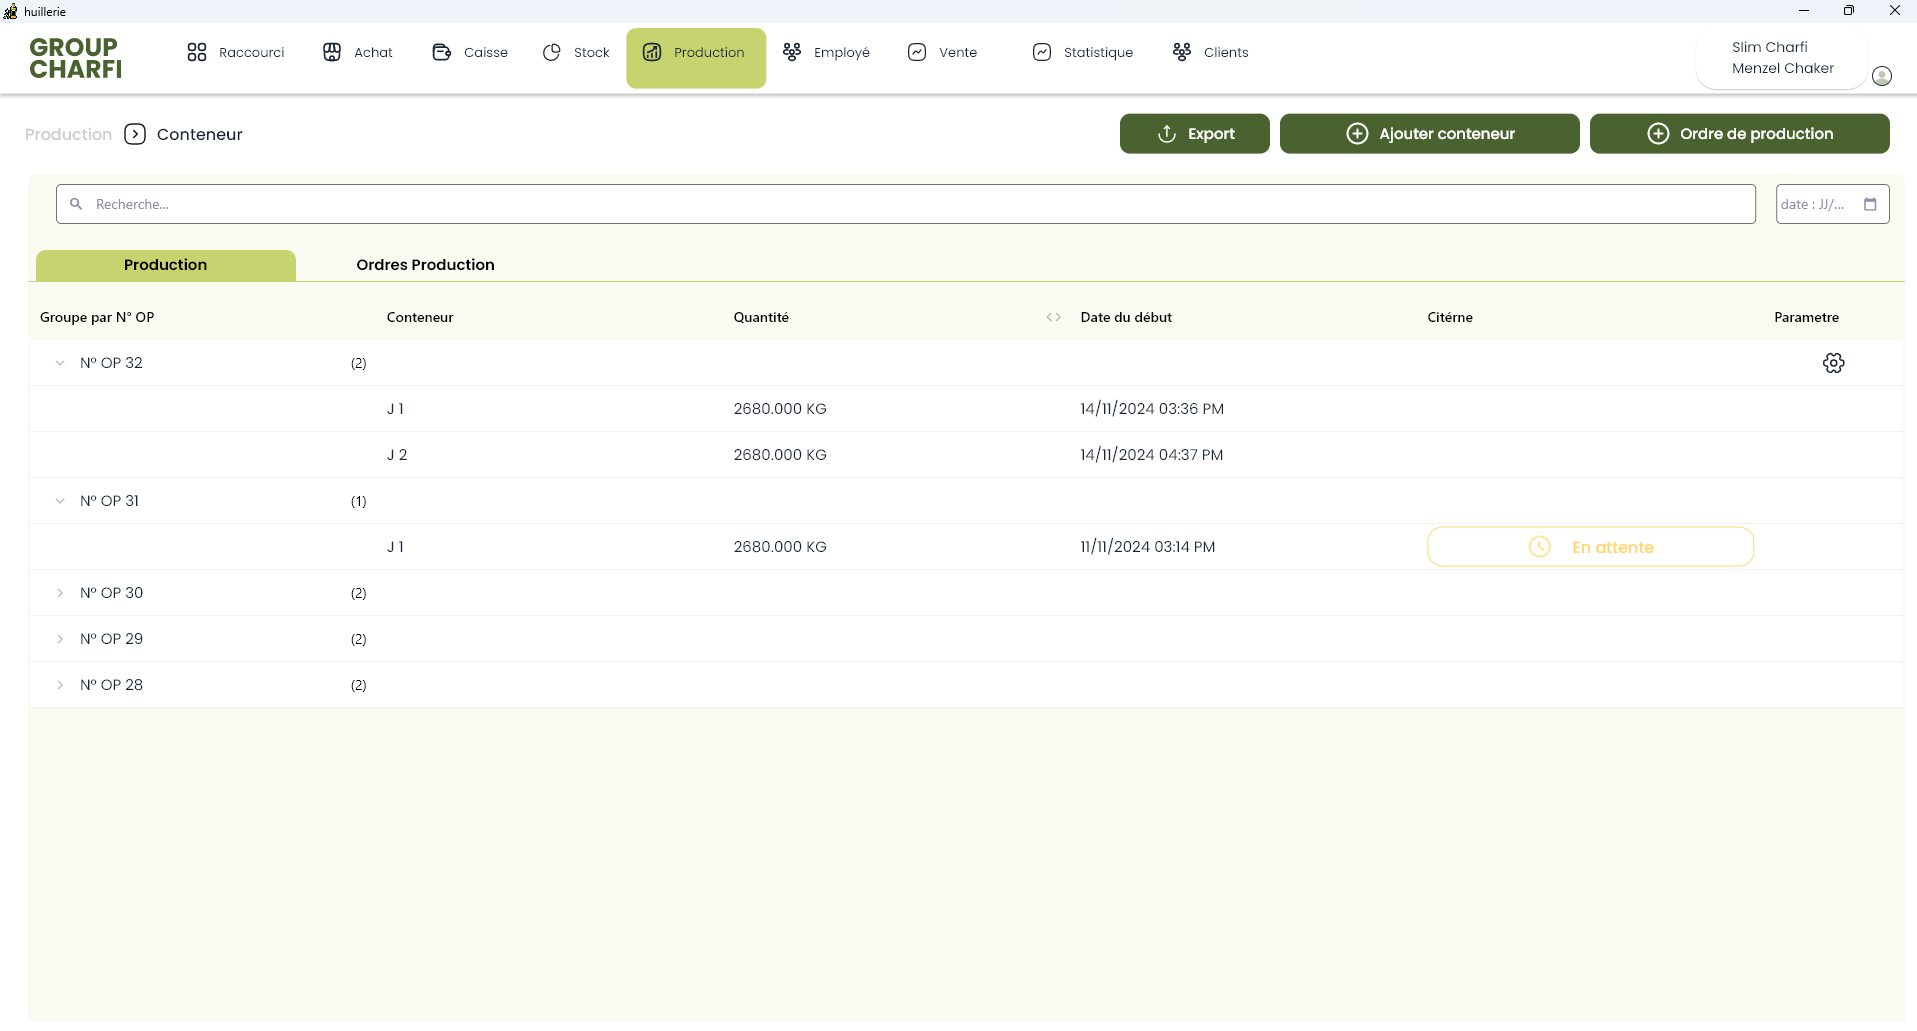 huillerie
GROUP
CHARFI
Raccourci
Achat
Caisse
Stock
Production
Employé
Vente
Statistique
Clients
Slim Charfi
Menzel Chaker
Production
Conteneur
Export
Ajouter conteneur
Ordre de production
Recherche...
date : JJ/...
Production
Ordres Production
Groupe par N° OP
Conteneur
Quantité
Date du début
Citérne
Parametre
N° OP 32 (2)
J 1 2680.000 KG 14/11/2024 03:36 PM
J 2 2680.000 KG 14/11/2024 04:37 PM
N° OP 31 (1)
J 1 2680.000 KG 11/11/2024 03:14 PM En attente
N° OP 30 (2)
N° OP 29 (2)
N° OP 28 (2)